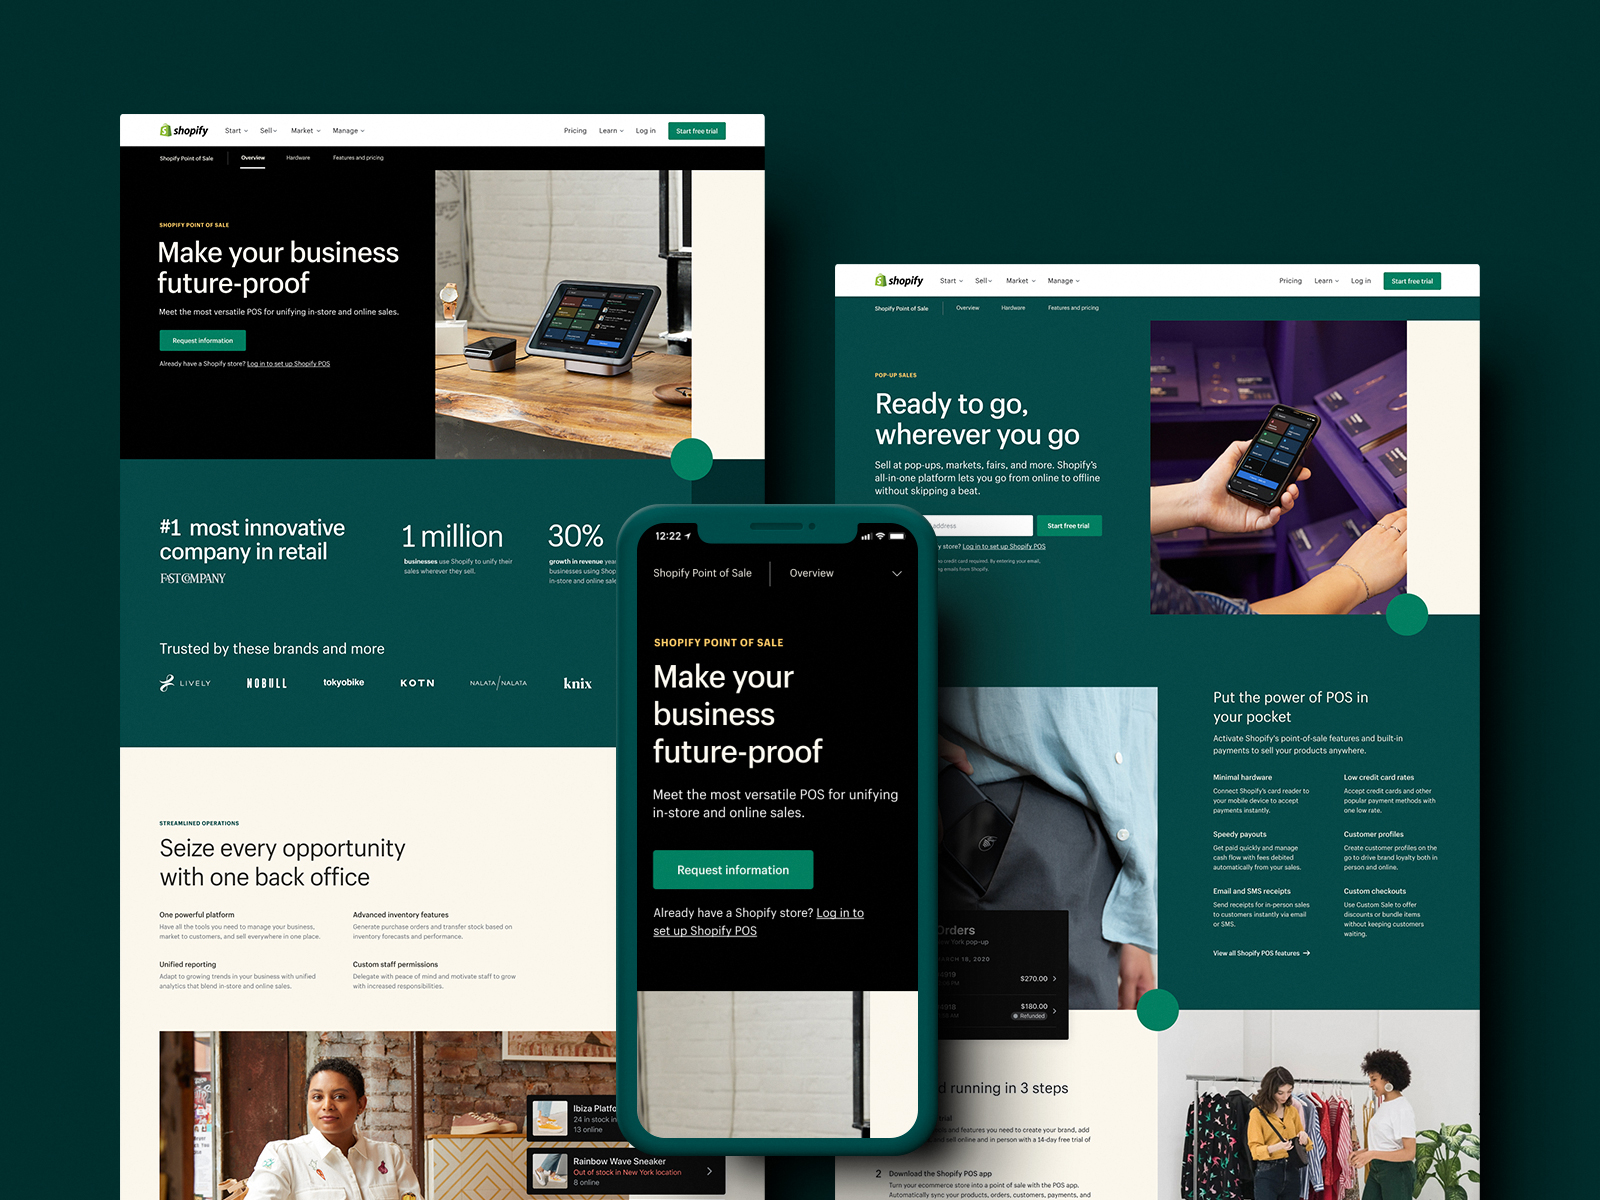 shopify
Start
Sell
Market
Manage
Pricing
Learn
Log in
Start free trial
Shopify Point of Sale
Overview
Hardware
Features and pricing
SHOPIFY POINT OF SALE
Make your business
future-proof
Meet the most versatile POS for unifying in-store and online sales.
Request information
Already have a Shopify store? Log in to set up Shopify POS
#1 most innovative
company in retail
FAST COMPANY
1 million
businesses use Shopify to unify their
sales wherever they sell.
30%
growth in revenue
businesses using
in-store and online
Trusted by these brands and more
LIVELY
NOBULL
tokyobike
KOTN
NALATA/NALATA
knix
STREAMLINED OPERATIONS
Seize every opportunity
with one back office
One powerful platform
Have all the tools you need to manage your business,
market to customers, and sell everywhere in one place.
Advanced inventory features
Generate purchase orders and transfer stock based on
inventory forecasts and performance.
Unified reporting
Adapt to growing trends in your business with unified
analytics that blend in-store and online sales.
Custom staff permissions
Delegate with peace of mind and motivate staff to grow
with increased responsibilities.
Ibiza
24 in stock in
13 online
Rainbow Wave Sneaker
Out of stock in New York location
8 online
12:22
Shopify Point of Sale
Overview
SHOPIFY POINT OF SALE
Make your
business
future-proof
Meet the most versatile POS for unifying
in-store and online sales.
Request information
Already have a Shopify store? Log in to
set up Shopify POS
shopify
Start
Sell
Market
Manage
Pricing
Learn
Log in
Start free trial
Shopify Point of Sale
Overview
Hardware
Features and pricing
POP-UP SALES
Ready to go,
wherever you go
Sell at pop-ups, markets, fairs, and more. Shopify's
all-in-one platform lets you go from online to offline
without skipping a beat.
address
Start free trial
store? Log in to set up Shopify POS
credit card required. By entering your email,
emails from Shopify.
Put the power of POS in
your pocket
Activate Shopify's point-of-sale features and built-in
payments to sell your products anywhere.
Minimal hardware
Connect Shopify's card reader to
your mobile device to accept
payments instantly.
Low credit card rates
Accept credit cards and other
popular payment methods with
one low rate.
Speedy payouts
Get paid quickly and manage
cash flow with fees debited
automatically from your sales.
Customer profiles
Create customer profiles on the
go to drive brand loyalty both in
person and online.
Email and SMS receipts
Send receipts for in-person sales
to customers instantly via email
or SMS.
Custom checkouts
Use Custom Sale to offer
discounts or bundle items
without keeping customers
waiting.
View all Shopify POS features →
Orders
York pop-up
MARCH 16, 2020
4919
$270.00
4918
$180.00
Refunded
running in 3 steps
and features you need to create your brand, add
and sell online and in person with a 14-day free trial of
2 Download the Shopify POS app
Turn your ecommerce store into a point of sale with the POS app.
Automatically sync your products, orders, customers, payments, and